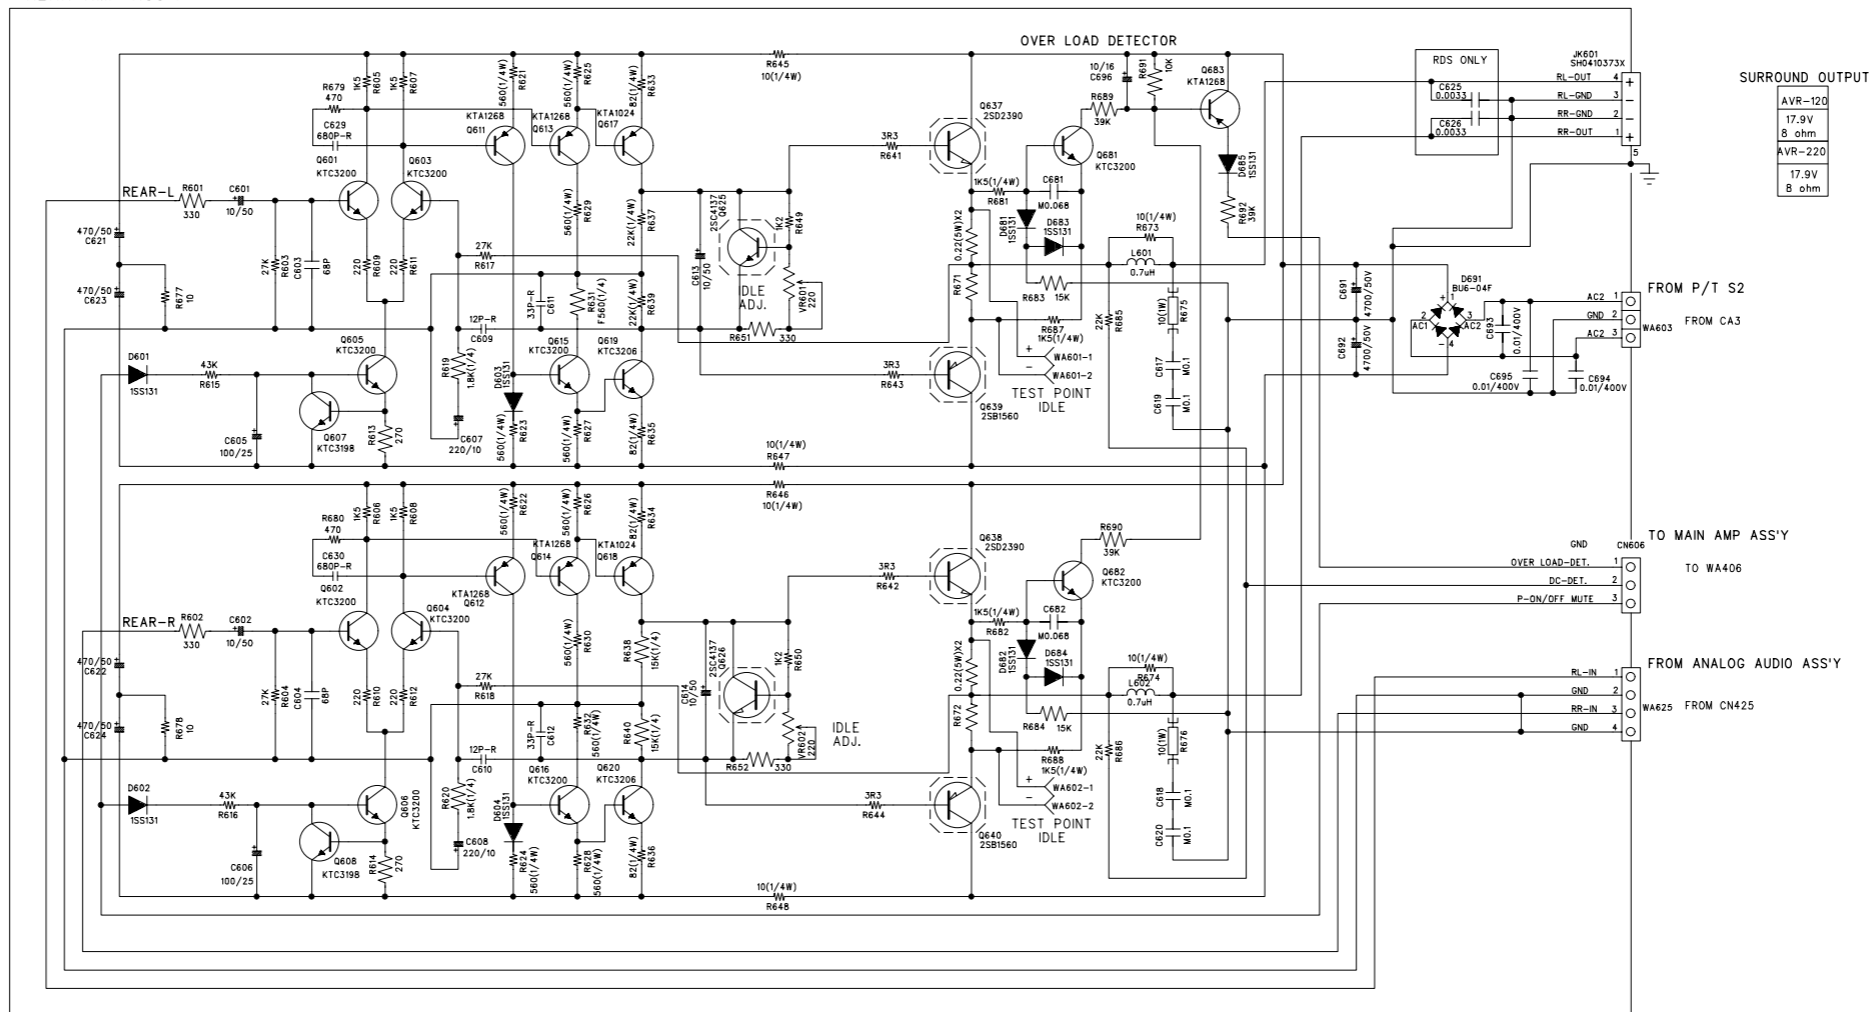 OVER LOAD DETECTOR
RDS ONLY
JK601
SH0410373X
SURROUND OUTPUT
AVR-120
17.9V
8 ohm
AVR-220
17.9V
8 ohm
RL-OUT 4
RL-GND 3
RR-GND 2
RR-OUT 1
5
C625
0.0033
C626
0.0033
R645
10(1/4W)
R679
470
1K5
R605
1K5
R607
560(1/4W)
R621
560(1/4W)
R625
82(1/4W)
R633
C629
680P-R
KTA1268
Q611
KTA1268
Q613
KTA1024
Q617
Q601
KTC3200
Q603
KTC3200
REAR-L
R601
330
C601
10/50
470/50
C621
470/50
C623
R677
10
27K
R603
C603
68P
220
R609
220
R611
27K
R617
560(1/4W)
R629
22K(1/4W)
R637
2SC4137
Q625
1K2
R649
C613
10/50
IDLE
ADJ.
VR601
220
33P-R
C611
R631
F560(1/4)
22K(1/4W)
R639
12P-R
C609
R651
330
Q605
KTC3200
D601
1SS131
43K
R615
R619
1.8K(1/4)
D603
1SS131
Q615
KTC3200
Q619
KTC3206
C605
100/25
Q607
KTC3198
R613
270
C607
220/10
560(1/4W)
R623
560(1/4W)
R627
82(1/4W)
R635
10(1/4W)
R647
3R3
R641
3R3
R643
Q637
2SD2390
R689
39K
10/16
C696
R691
10K
Q683
KTA1268
Q681
KTC3200
D685
1SS131
R692
39K
1K5(1/4W)
R681
C681
M0.068
D681
1SS131
D683
1SS131
0.22(5W)X2
R671
10(1/4W)
R673
L601
0.7uH
R683
15K
22K
R685
10(1W)
R675
R687
1K5(1/4W)
+
WA601-1
−
WA601-2
TEST POINT
IDLE
Q639
2SB1560
C617
M0.1
C619
M0.1
C691
4700/50V
C692
4700/50V
D691
BU6-04F
+ 1
2
AC1
3
AC2
− 4
C693
0.01/400V
C695
0.01/400V
C694
0.01/400V
FROM P/T S2
AC2 1
GND 2
AC2 3
WA603
FROM CA3
R646
10(1/4W)
R680
470
1K5
R606
1K5
R608
560(1/4W)
R622
560(1/4W)
R626
82(1/4W)
R634
C630
680P-R
KTA1268
Q612
KTA1268
Q614
KTA1024
Q618
Q602
KTC3200
Q604
KTC3200
REAR-R
R602
330
C602
10/50
470/50
C622
470/50
C624
R678
10
27K
R604
C604
68P
220
R610
220
R612
27K
R618
560(1/4W)
R630
R638
15K(1/4)
2SC4137
Q626
1K2
R650
C614
10/50
IDLE
ADJ.
VR602
220
33P-R
C612
R632
560(1/4W)
R640
15K(1/4)
12P-R
C610
R652
330
D602
1SS131
43K
R616
Q606
KTC3200
R620
1.8K(1/4)
D604
1SS131
Q616
KTC3200
Q620
KTC3206
C606
100/25
Q608
KTC3198
R614
270
C608
220/10
R624
560(1/4W)
R628
560(1/4W)
82(1/4W)
R636
10(1/4W)
R648
3R3
R642
3R3
R644
Q638
2SD2390
R690
39K
Q682
KTC3200
1K5(1/4W)
R682
C682
M0.068
D682
1SS131
D684
1SS131
0.22(5W)X2
R672
10(1/4W)
R674
L602
0.7uH
R684
15K
22K
R686
10(1W)
R676
R688
1K5(1/4W)
+
WA602-1
−
WA602-2
TEST POINT
IDLE
Q640
2SB1560
C618
M0.1
C620
M0.1
GND
CN606
TO MAIN AMP ASS'Y
OVER LOAD-DET. 1
DC-DET. 2
P-ON/OFF MUTE 3
TO WA406
FROM ANALOG AUDIO ASS'Y
RL-IN 1
GND 2
RR-IN 3
GND 4
WA625
FROM CN425